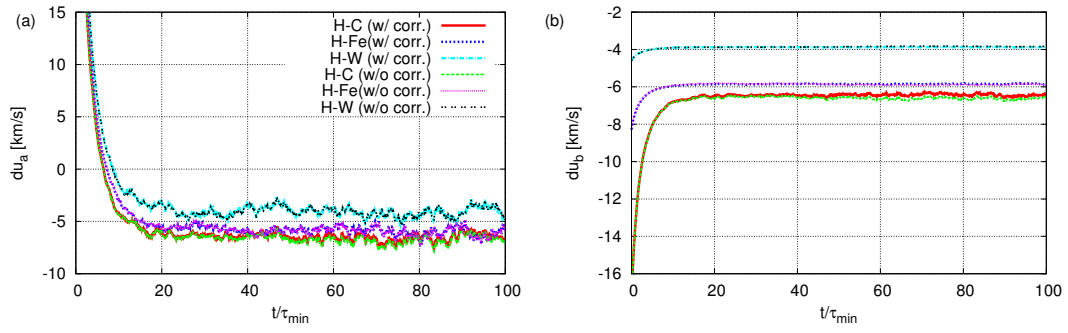 (a)
15
10
5
0
-5
-10
du_a [km/s]
H-C (w/ corr.)
H-Fe(w/ corr.)
H-W (w/ corr.)
H-C (w/o corr.)
H-Fe(w/o corr.)
H-W (w/o corr.)
0 20 40 60 80 100
t/τ_min
(b)
-2
-4
-6
-8
-10
-12
-14
-16
du_b [km/s]
0 20 40 60 80 100
t/τ_min